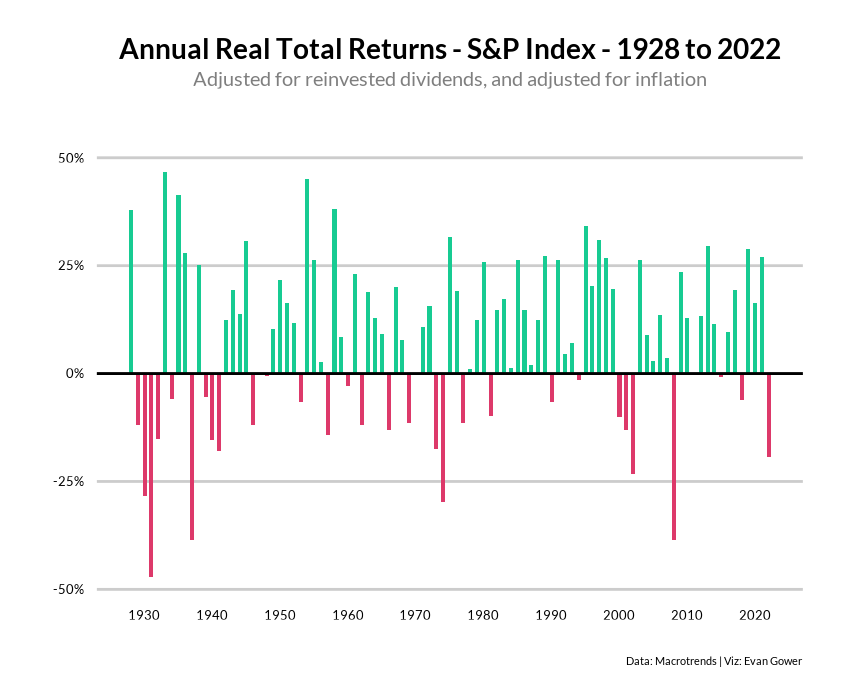 Annual Real Total Returns - S&P Index - 1928 to 2022
Adjusted for reinvested dividends, and adjusted for inflation
50%
25%
0%
-25%
-50%
1930 1940 1950 1960 1970 1980 1990 2000 2010 2020
Data: Macrotrends | Viz: Evan Gower